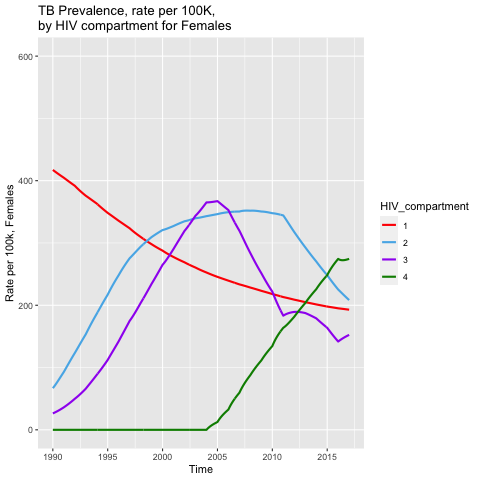 TB Prevalence, rate per 100K,
by HIV compartment for Females
Rate per 100k, Females
600
400
200
0
1990 1995 2000 2005 2010 2015
Time
HIV_compartment
1
2
3
4